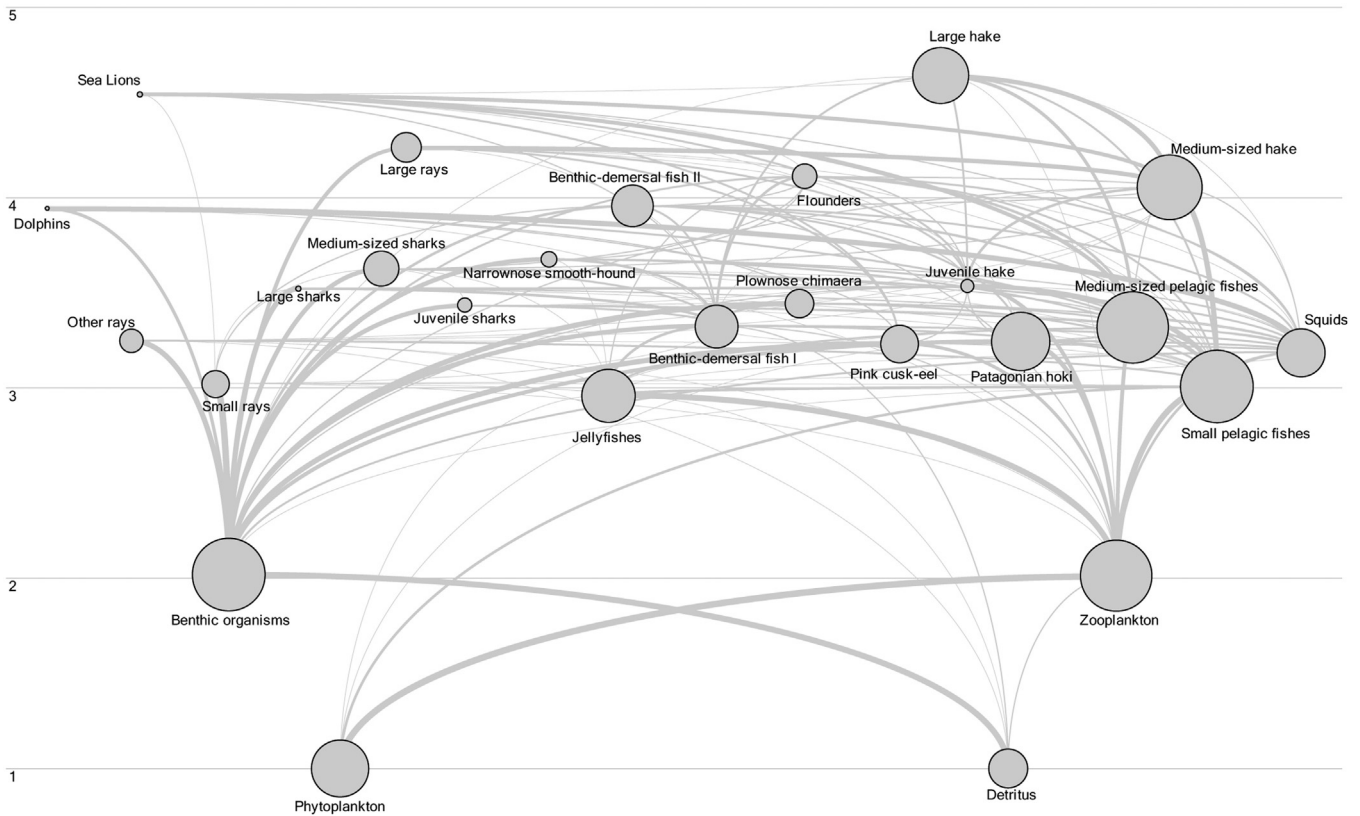 5
Large hake
Sea Lions
Medium-sized hake
Large rays
Benthic-demersal fish II
Flounders
4
Dolphins
Medium-sized sharks
Narrownose smooth-hound
Juvenile hake
Plownose chimaera
Medium-sized pelagic fishes
Large sharks
Juvenile sharks
Other rays
Squids
Benthic-demersal fish I
Pink cusk-eel
Patagonian hoki
3
Small rays
Jellyfishes
Small pelagic fishes
2
Benthic organisms
Zooplankton
1
Phytoplankton
Detritus